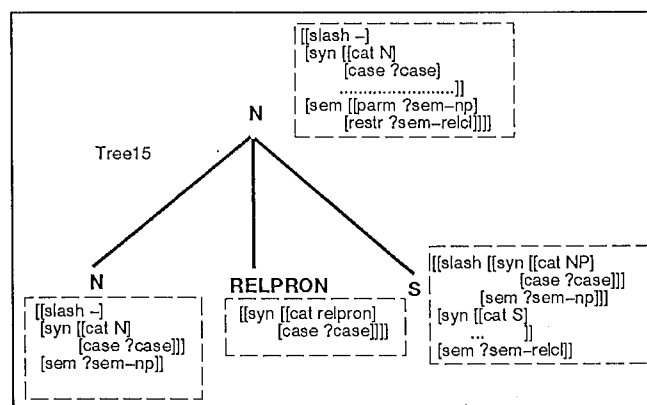 [[slash –]
[syn [[cat N]
[case ?case]
........................]]
[sem [[parm ?sem–np]
[restr ?sem–relcl]]]]
N
Tree15
N
[[slash –]
[syn [[cat N]
[case ?case]]]
[sem ?sem–np]]
RELPRON
[[syn [[cat relpron]
[case ?case]]]]
S
[[slash [[syn [[cat NP]
[case ?case]]]
[sem ?sem–np]]]
[syn [[cat S]
... ]]
[sem ?sem–relcl]]